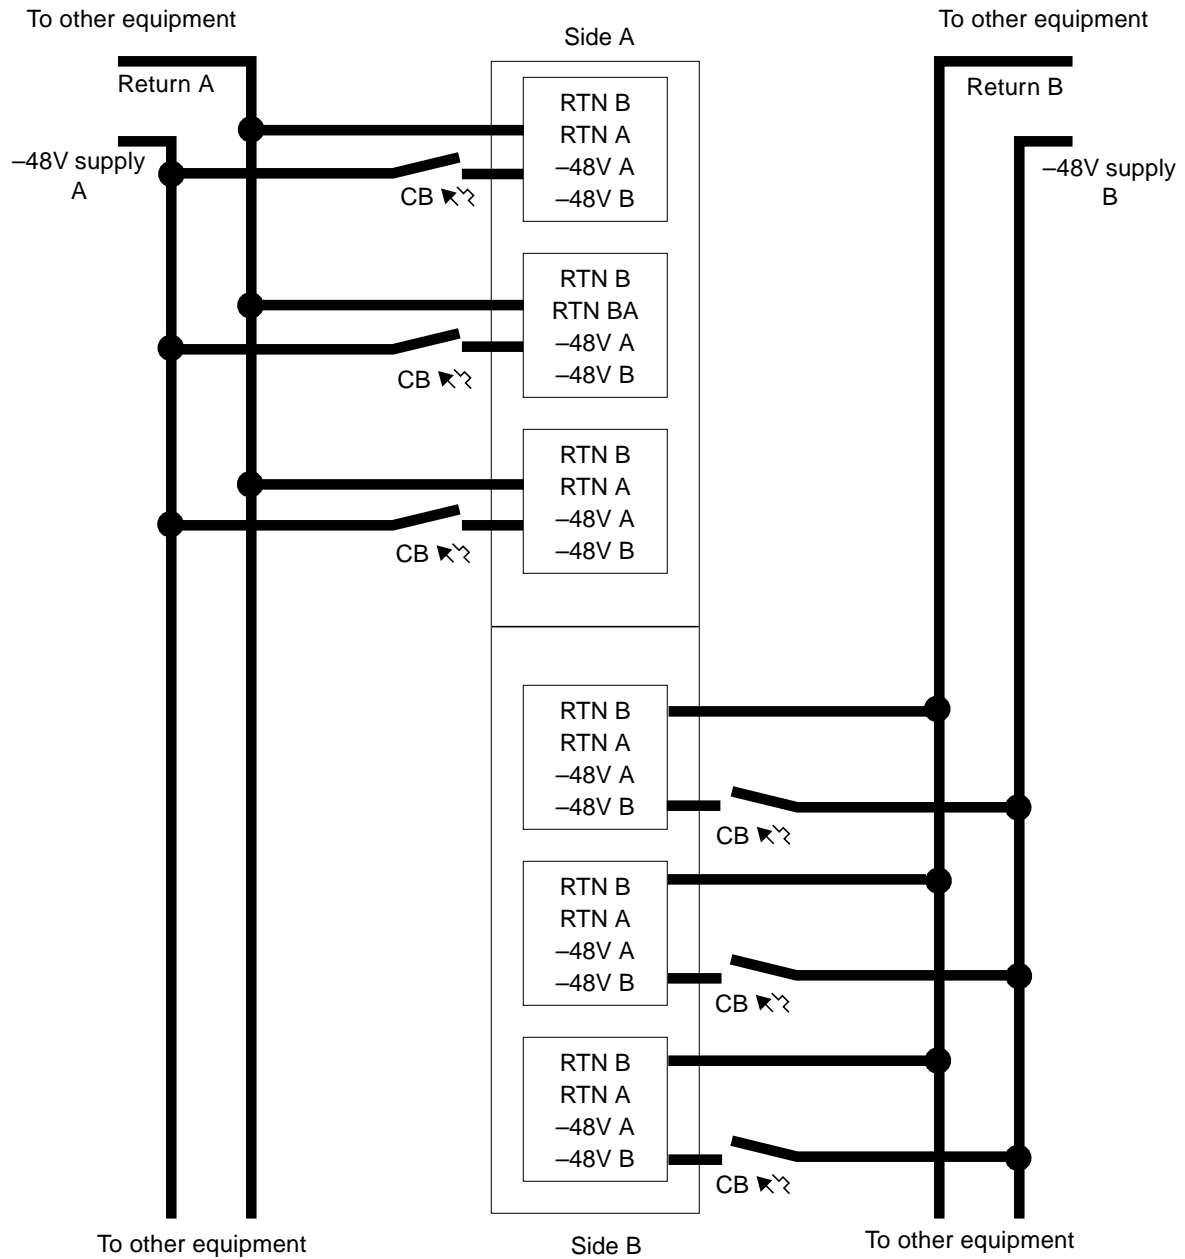 To other equipment
To other equipment
Side A
Return A
Return B
–48V supply
A
–48V supply
B
RTN B
RTN A
–48V A
–48V B
CB
RTN B
RTN BA
–48V A
–48V B
CB
RTN B
RTN A
–48V A
–48V B
CB
RTN B
RTN A
–48V A
–48V B
CB
RTN B
RTN A
–48V A
–48V B
CB
RTN B
RTN A
–48V A
–48V B
CB
To other equipment
Side B
To other equipment